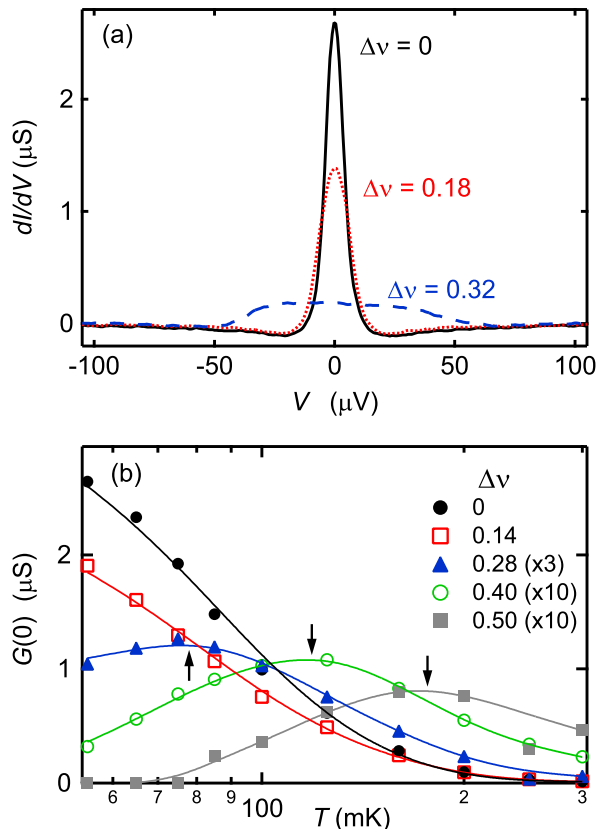 (a)
Δν = 0
Δν = 0.18
Δν = 0.32
dI/dV (μS)
2
1
0
-100 -50 0 50 100
V (μV)
(b)
Δν
0
0.14
0.28 (x3)
0.40 (x10)
0.50 (x10)
G(0) (μS)
2
1
0
6 7 8 9 100 2 3
T (mK)